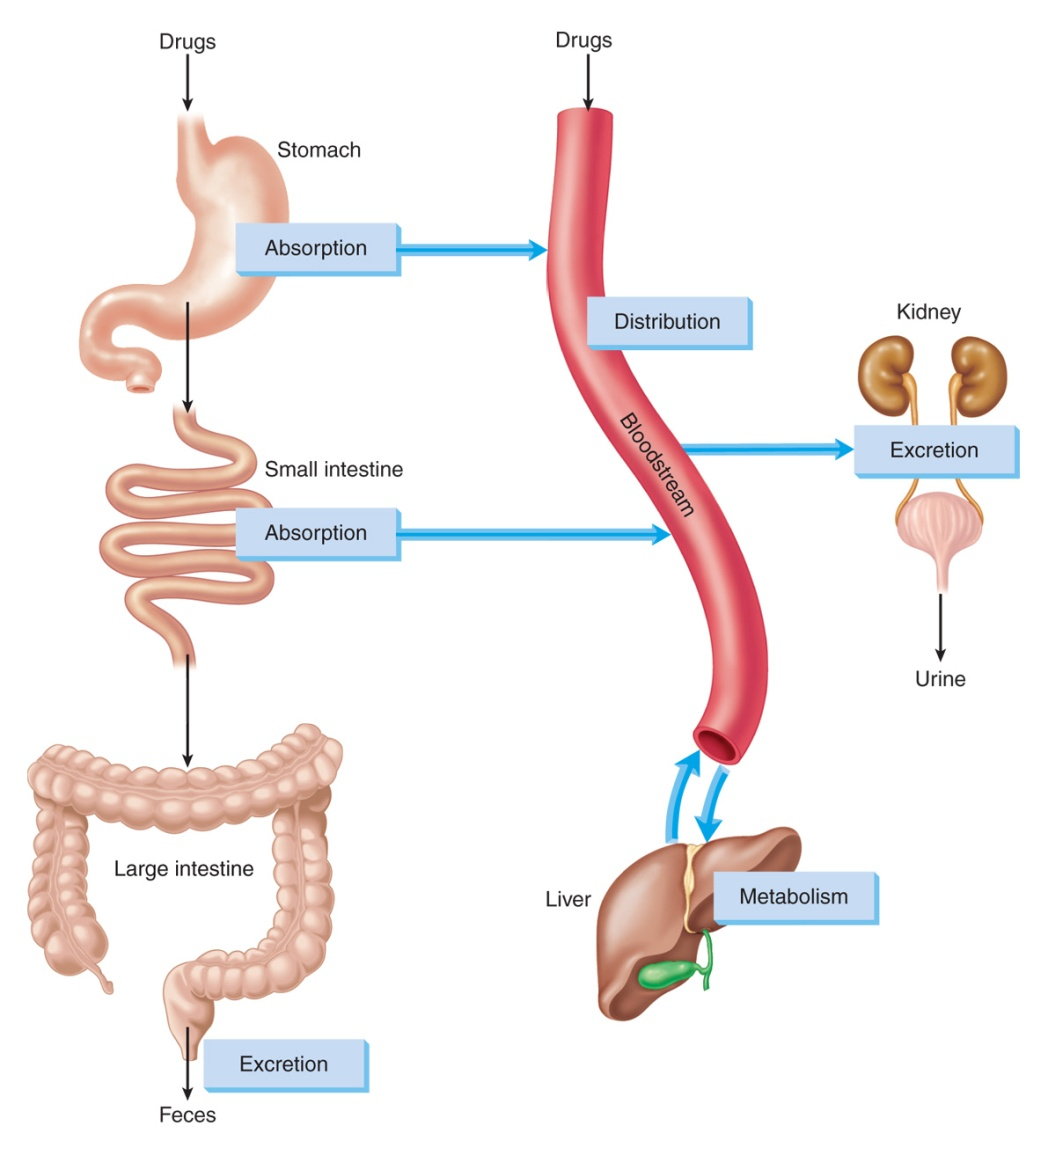 Drugs
Drugs
Stomach
Absorption
Distribution
Kidney
Bloodstream
Excretion
Small intestine
Absorption
Urine
Large intestine
Liver
Metabolism
Excretion
Feces